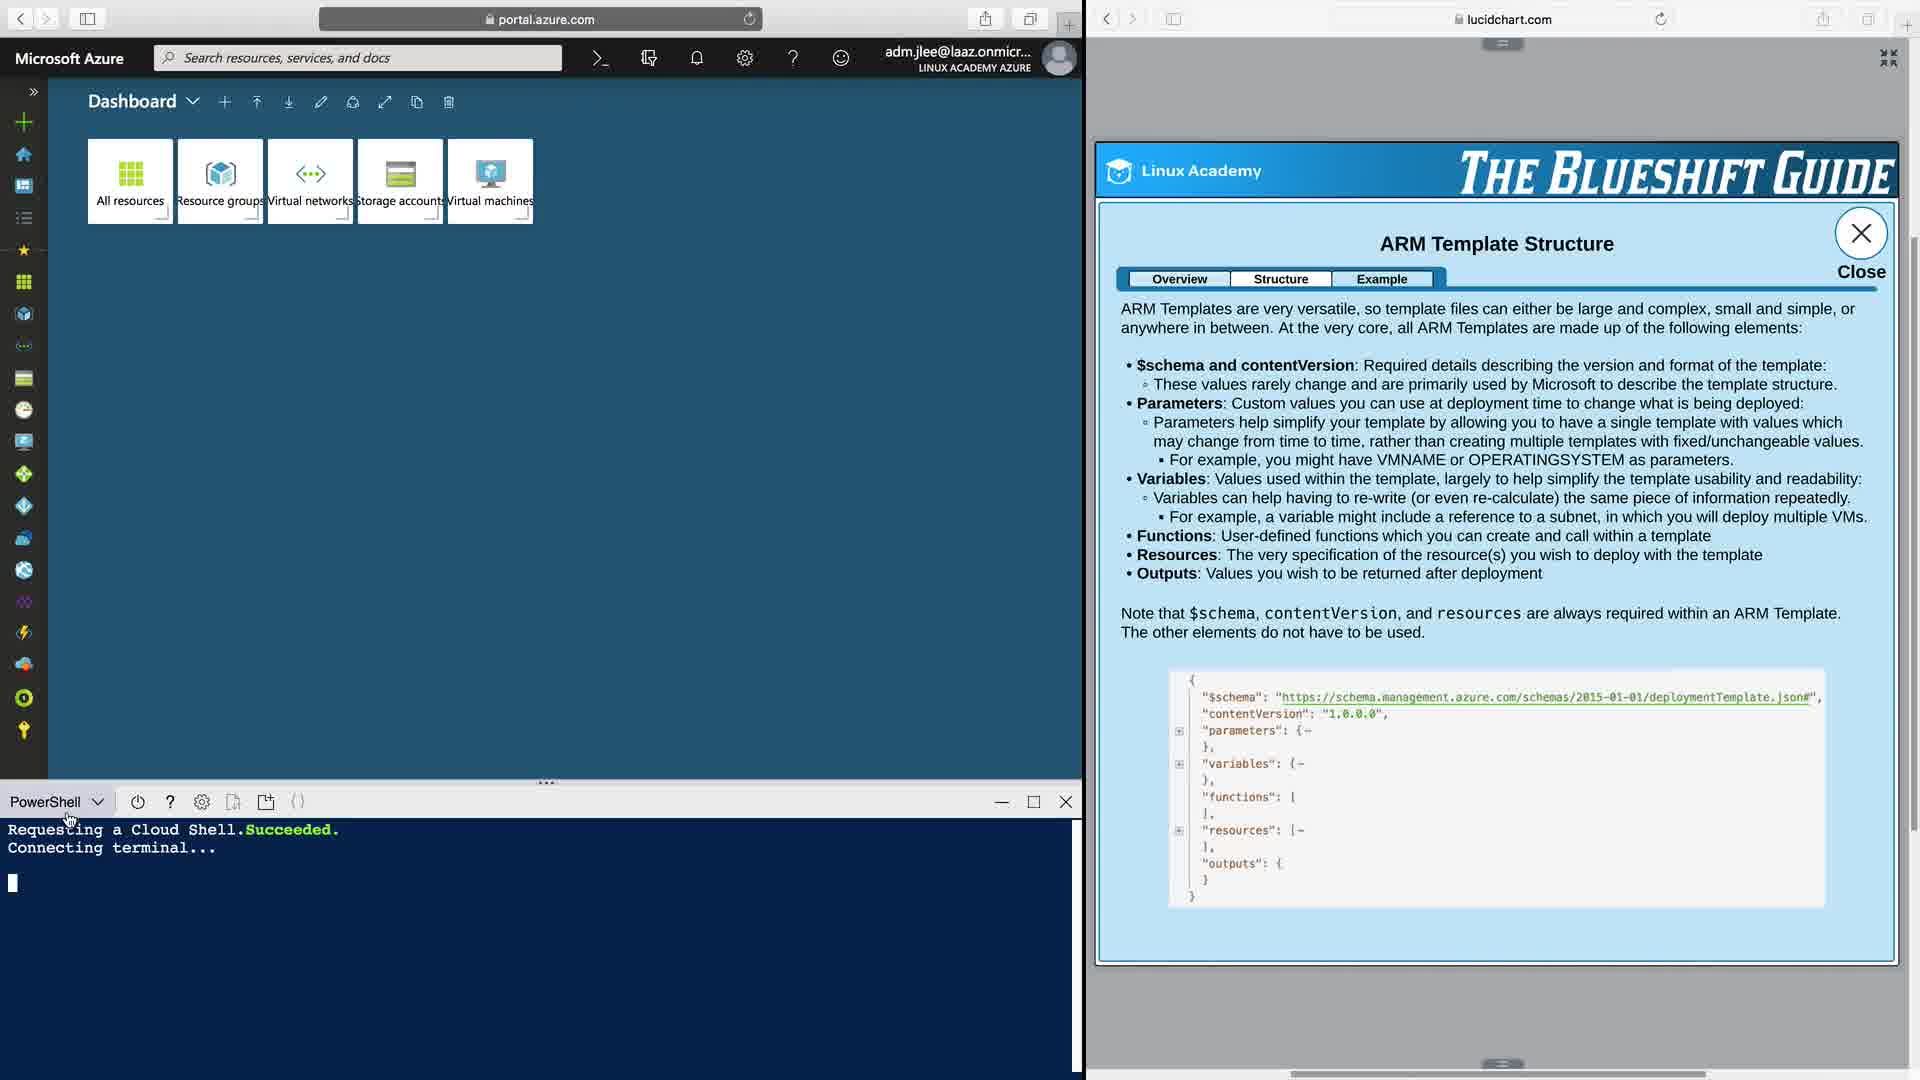 portal.azure.com
Microsoft Azure
Search resources, services, and docs
adm.jlee@laaz.onmicr...
LINUX ACADEMY AZURE
Dashboard
All resources
Resource groups
Virtual networks
Storage accounts
Virtual machines
PowerShell
Requesting a Cloud Shell.Succeeded.
Connecting terminal...
lucidchart.com
Linux Academy
THE BLUESHIFT GUIDE
ARM Template Structure
Close
Overview
Structure
Example
ARM Templates are very versatile, so template files can either be large and complex, small and simple, or
anywhere in between. At the very core, all ARM Templates are made up of the following elements:
• $schema and contentVersion: Required details describing the version and format of the template:
◦ These values rarely change and are primarily used by Microsoft to describe the template structure.
• Parameters: Custom values you can use at deployment time to change what is being deployed:
◦ Parameters help simplify your template by allowing you to have a single template with values which
may change from time to time, rather than creating multiple templates with fixed/unchangeable values.
▪ For example, you might have VMNAME or OPERATINGSYSTEM as parameters.
• Variables: Values used within the template, largely to help simplify the template usability and readability:
◦ Variables can help having to re-write (or even re-calculate) the same piece of information repeatedly.
▪ For example, a variable might include a reference to a subnet, in which you will deploy multiple VMs.
• Functions: User-defined functions which you can create and call within a template
• Resources: The very specification of the resource(s) you wish to deploy with the template
• Outputs: Values you wish to be returned after deployment
Note that $schema, contentVersion, and resources are always required within an ARM Template.
The other elements do not have to be used.
{
"$schema": "https://schema.management.azure.com/schemas/2015-01-01/deploymentTemplate.json#",
"contentVersion": "1.0.0.0",
"parameters": {⋯
},
"variables": {⋯
},
"functions": [
],
"resources": [⋯
],
"outputs": {
}
}